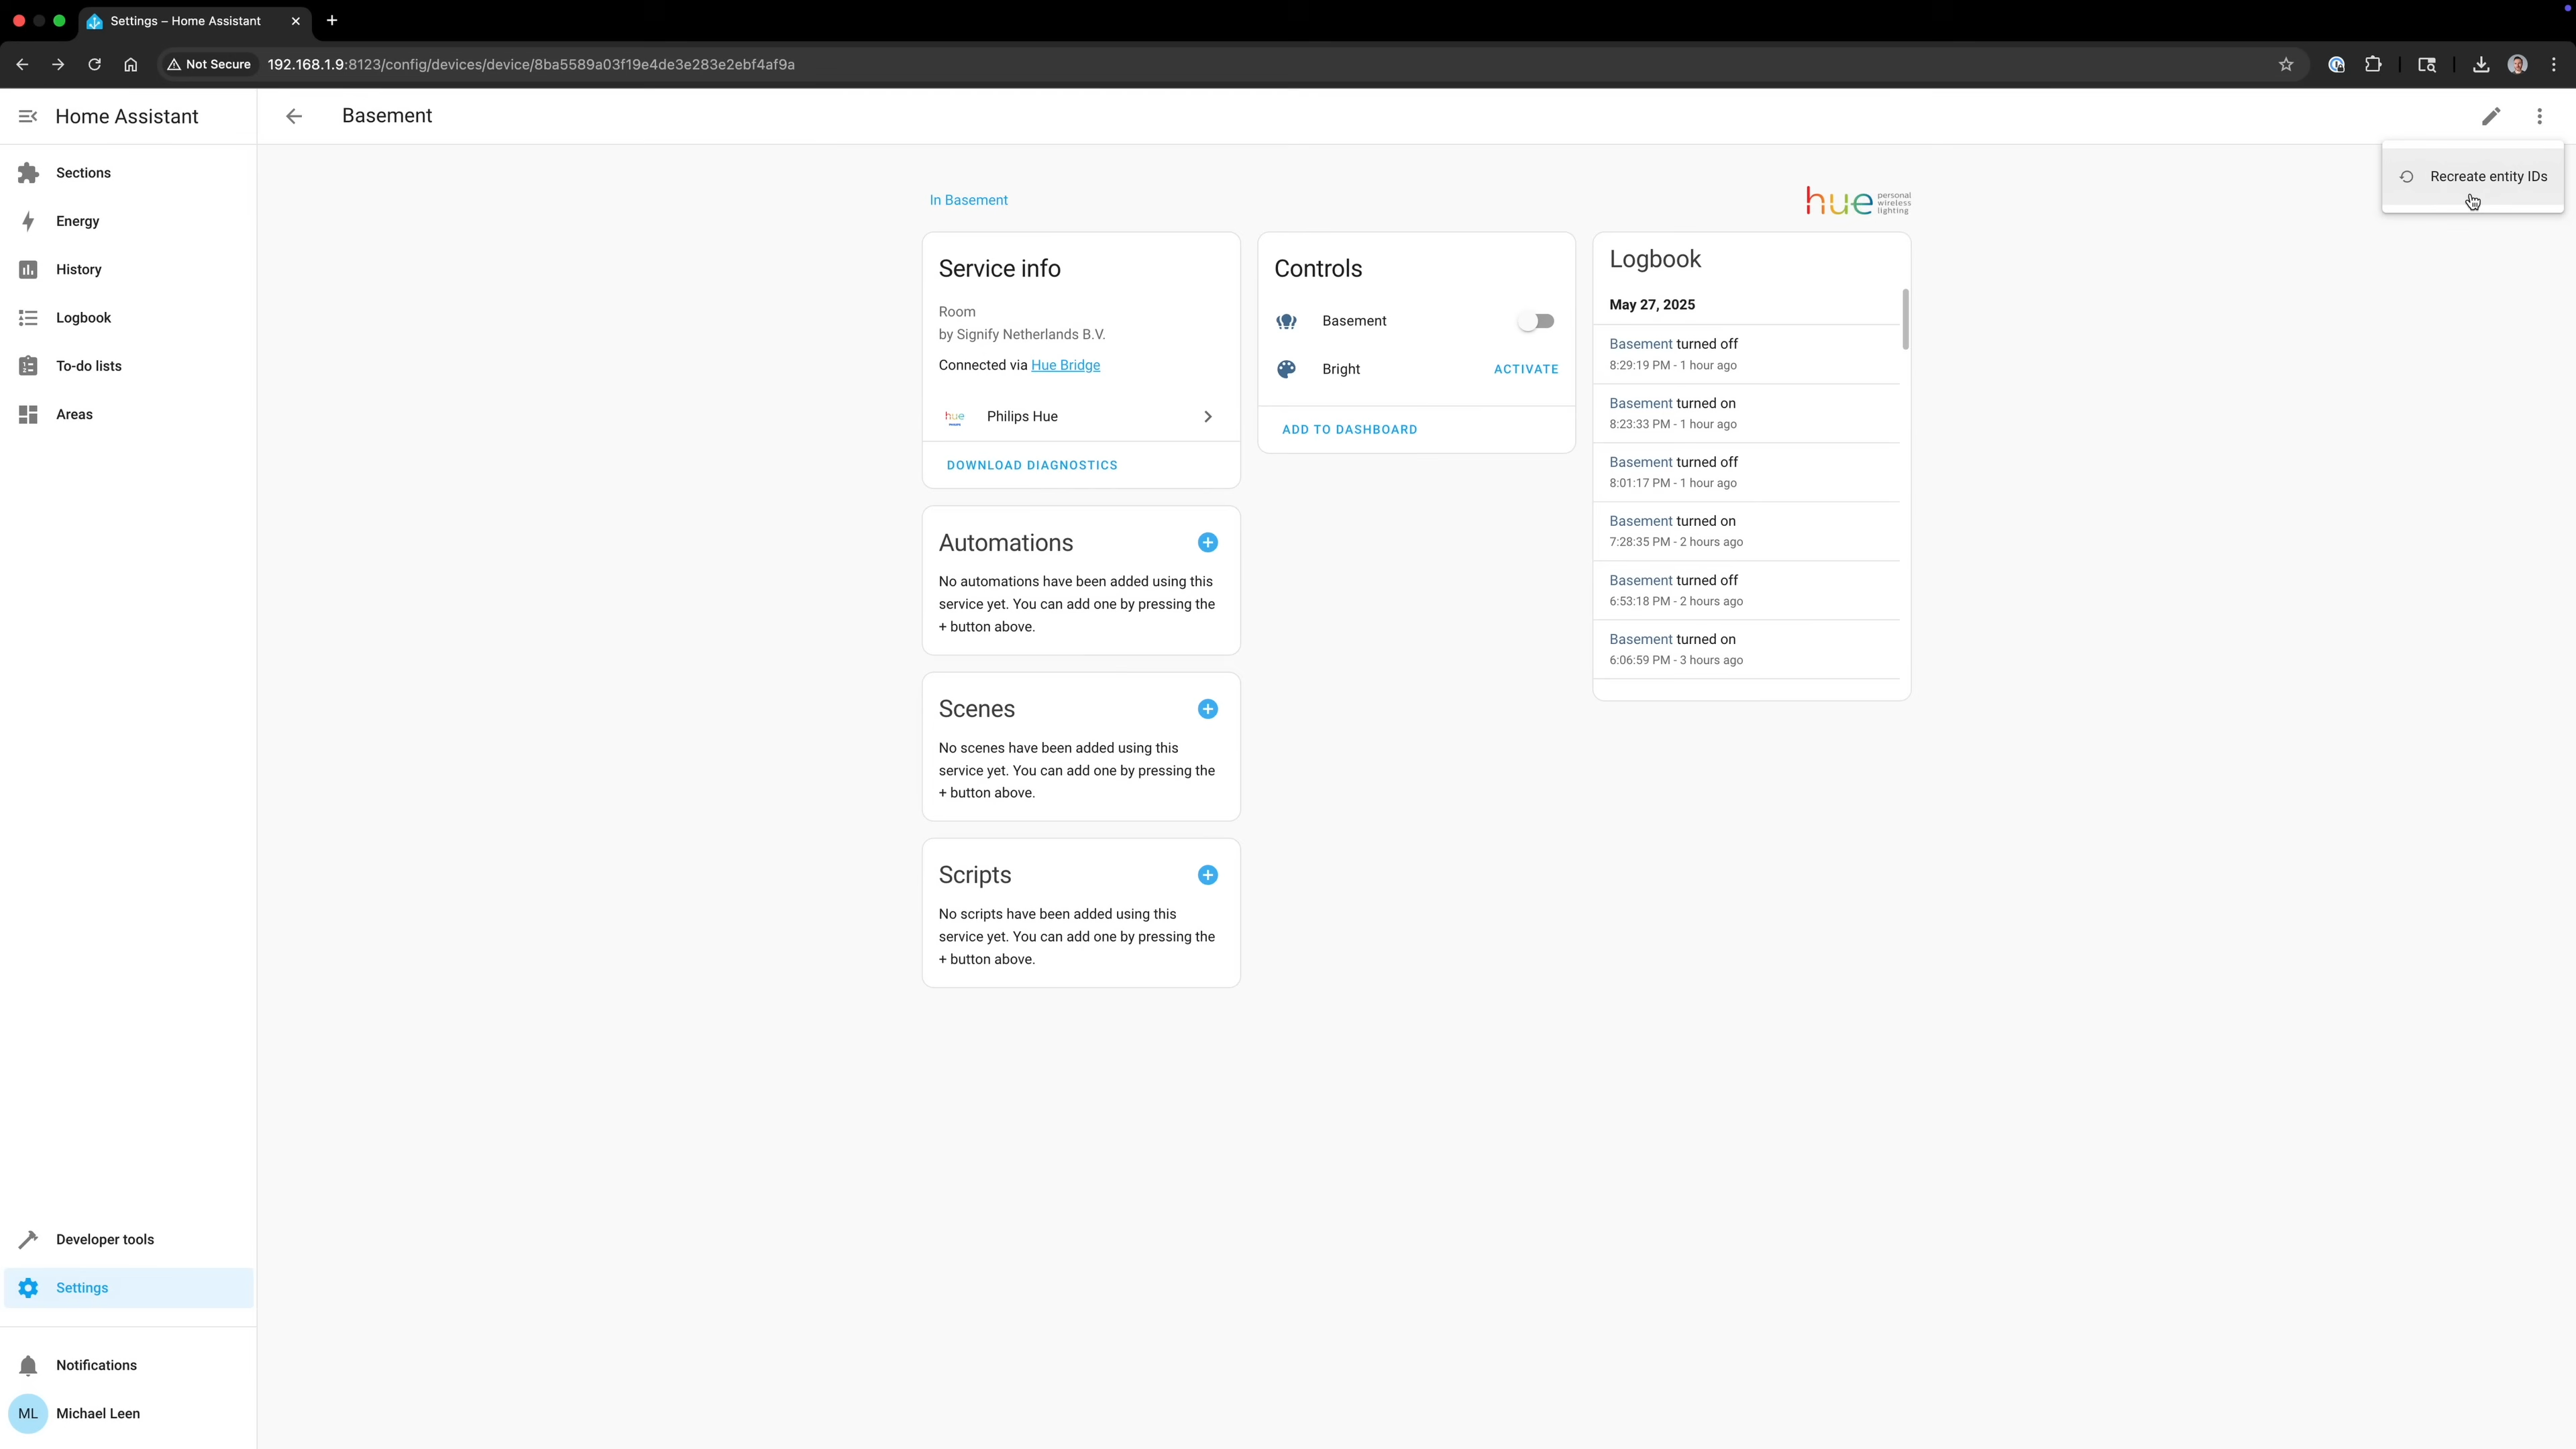 Settings – Home Assistant
Not Secure
192.168.1.9:8123/config/devices/device/8ba5589a03f19e4de3e283e2ebf4af9a
Home Assistant
Basement
Recreate entity IDs
Sections
Energy
History
Logbook
To-do lists
Areas
Developer tools
Settings
Notifications
ML
Michael Leen
In Basement
hue personal
wireless
lighting
Service info
Room
by Signify Netherlands B.V.
Connected via Hue Bridge
hue
Philips Hue
DOWNLOAD DIAGNOSTICS
Automations
No automations have been added using this
service yet. You can add one by pressing the
+ button above.
Scenes
No scenes have been added using this
service yet. You can add one by pressing the
+ button above.
Scripts
No scripts have been added using this
service yet. You can add one by pressing the
+ button above.
Controls
Basement
Bright
ACTIVATE
ADD TO DASHBOARD
Logbook
May 27, 2025
Basement turned off
8:29:19 PM - 1 hour ago
Basement turned on
8:23:33 PM - 1 hour ago
Basement turned off
8:01:17 PM - 1 hour ago
Basement turned on
7:28:35 PM - 2 hours ago
Basement turned off
6:53:18 PM - 2 hours ago
Basement turned on
6:06:59 PM - 3 hours ago